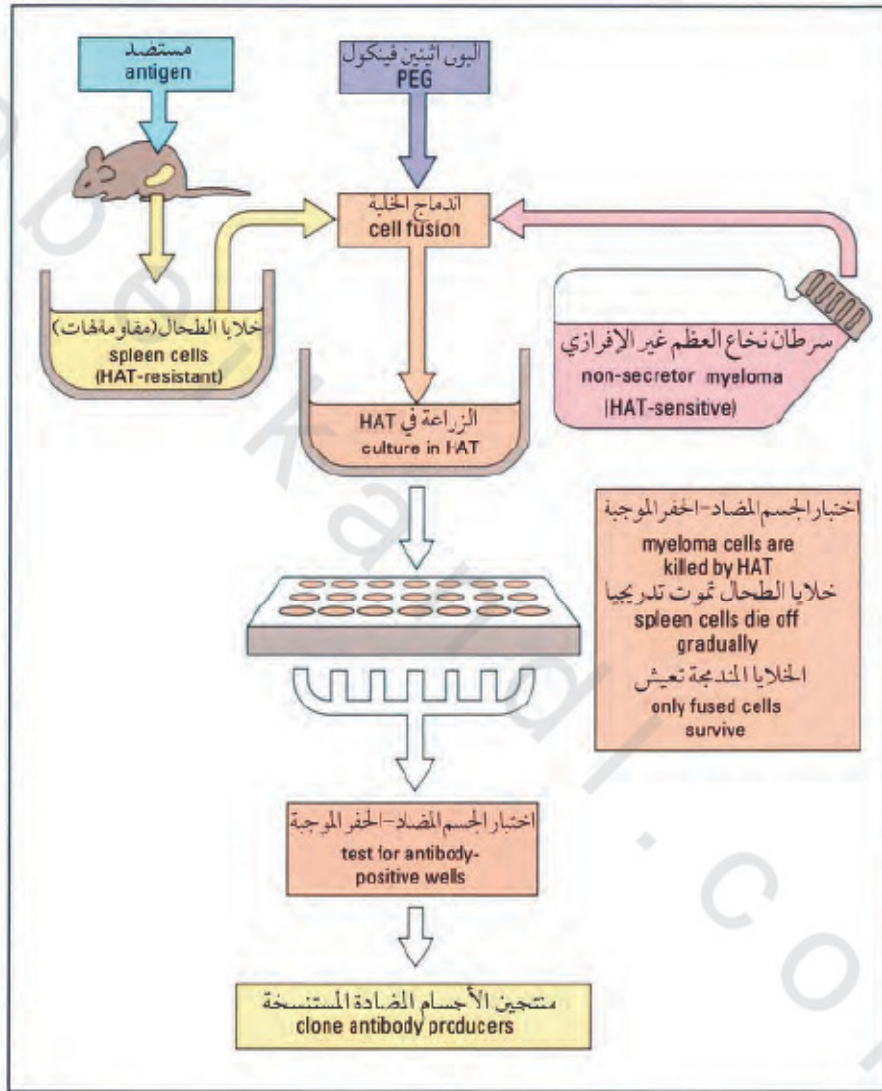 مستضد
antigen
البون اثيلين فينكول
PEG
اندماج الخلية
cell fusion
خلايا الطحال (مقاومة لهات)
spleen cells
(HAT-resistant)
سرطان نخاع العظم غير الإفرازي
non-secretor myeloma
(HAT-sensitive)
الزراعة في HAT
culture in HAT
اختبار الجسم المضاد-الحفر الموجبة
myeloma cells are
killed by HAT
خلايا الطحال تموت تدريجيا
spleen cells die off
gradually
الخلايا المندمجة تعيش
only fused cells
survive
اختبار الجسم المضاد-الحفر الموجبة
test for antibody-
positive wells
منتجين الأجسام المضادة المستنسخة
clone antibody producers